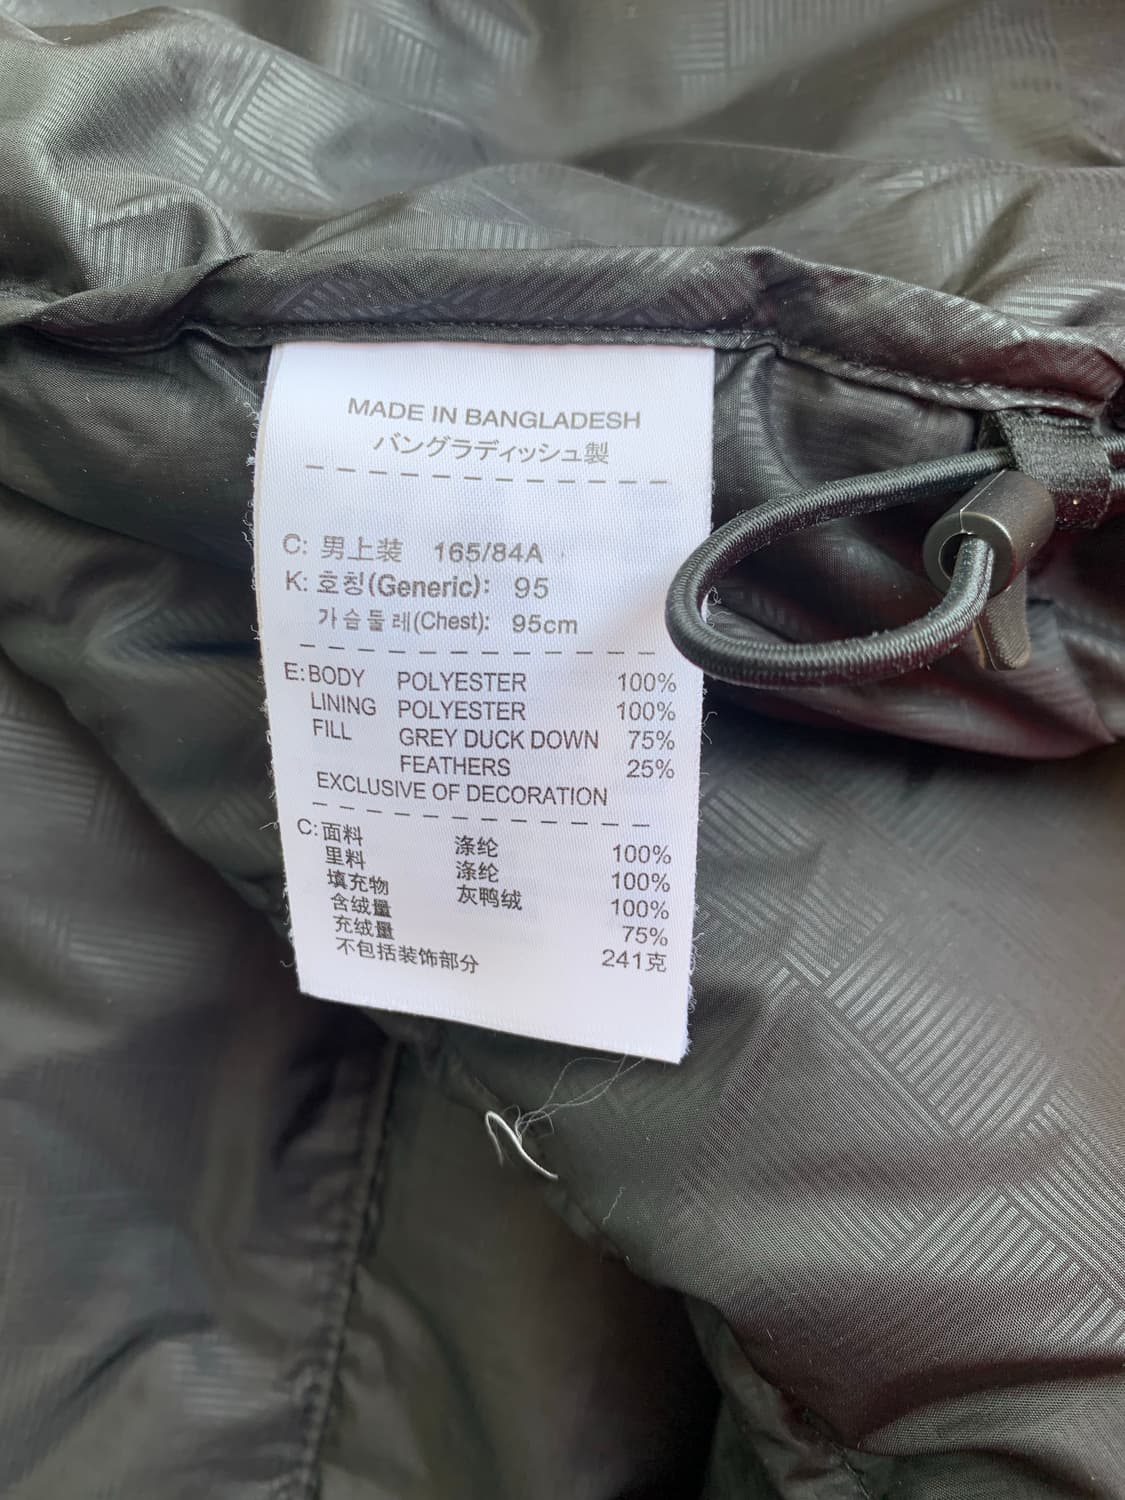 MADE IN BANGLADESH
バングラディッシュ製
C: 男上装 165/84A
K: 호칭(Generic): 95
가슴둘레(Chest): 95cm
E: BODY POLYESTER 100%
LINING POLYESTER 100%
FILL GREY DUCK DOWN 75%
FEATHERS 25%
EXCLUSIVE OF DECORATION
C: 面料 涤纶 100%
里料 涤纶 100%
填充物 灰鸭绒 100%
含绒量 75%
充绒量 241克
不包括装饰部分